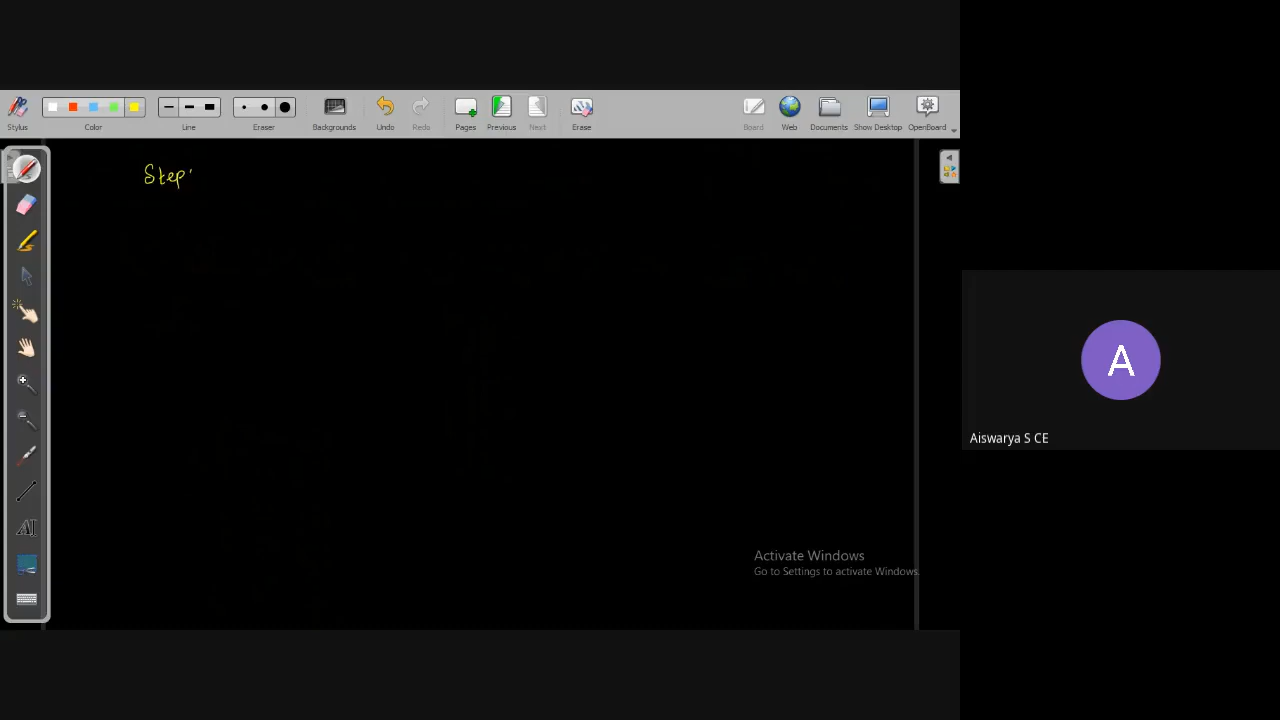 Stylus Color Line Eraser Backgrounds Undo Redo Pages Previous Next Erase Board Web Documents Show Desktop OpenBoard
Step
A
Aiswarya S CE
Activate Windows
Go to Settings to activate Windows.